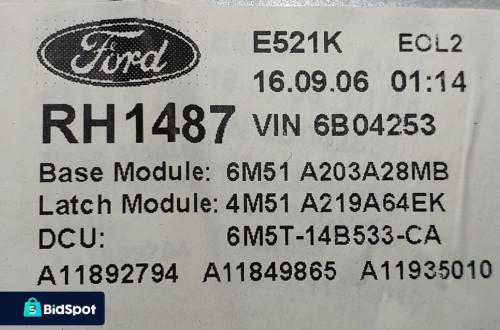 Ford E521K EOL2
16.09.06 01:14
RH1487 VIN 6B04253
Base Module: 6M51 A203A28MB
Latch Module: 4M51 A219A64EK
DCU: 6M5T-14B533-CA
A11892794 A11849865 A11935010
BidSpot